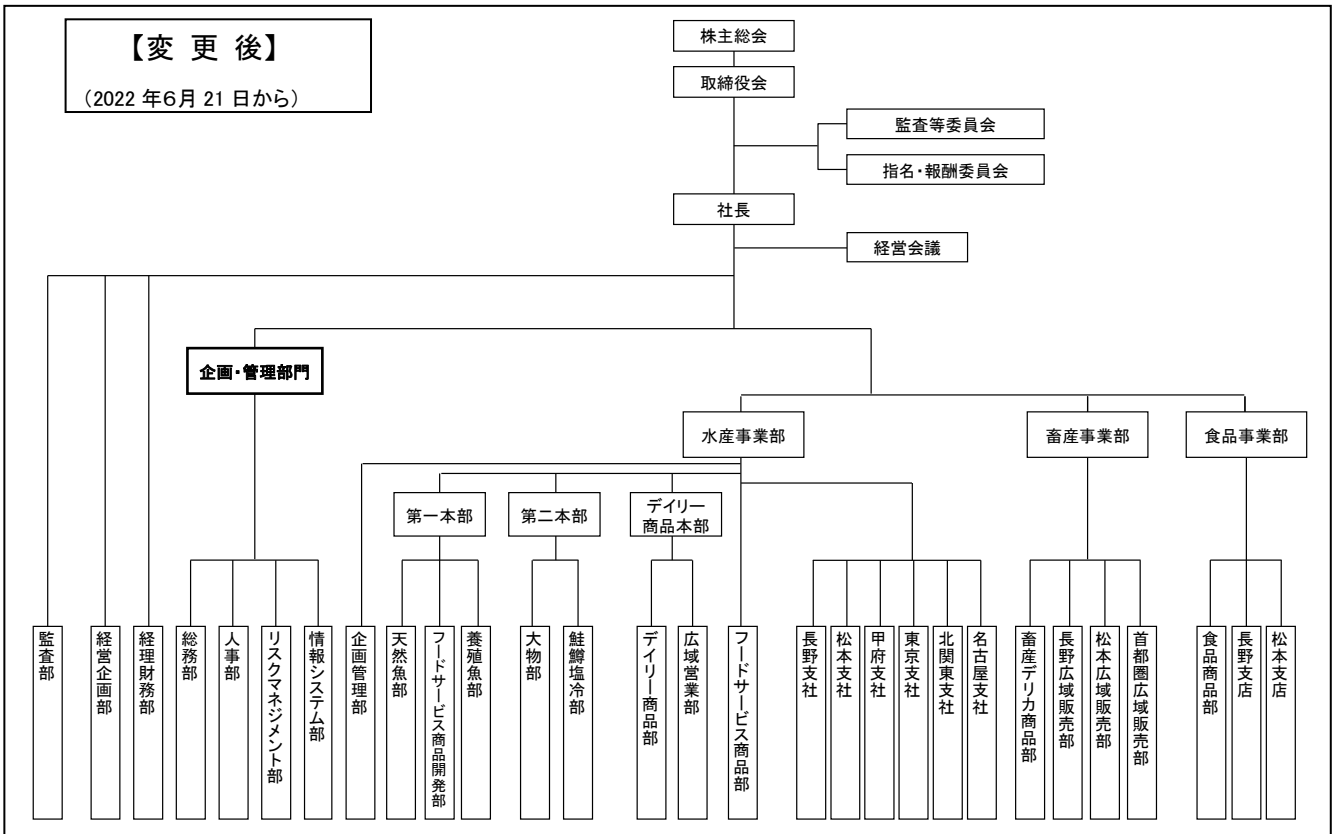 【変 更 後】
（2022 年６月 21 日から）
株主総会
取締役会
監査等委員会
指名・報酬委員会
社長
経営会議
企画・管理部門
水産事業部
畜産事業部
食品事業部
第一本部
第二本部
デイリー
商品本部
監査部
経営企画部
経理財務部
総務部
人事部
リスクマネジメント部
情報システム部
企画管理部
天然魚部
フードサービス商品開発部
養殖魚部
大物部
鮭鱒塩冷部
デイリー商品部
広域営業部
フードサービス商品部
長野支社
松本支社
甲府支社
東京支社
北関東支社
名古屋支社
畜産デリカ商品部
長野広域販売部
松本広域販売部
首都圏広域販売部
食品商品部
長野支店
松本支店